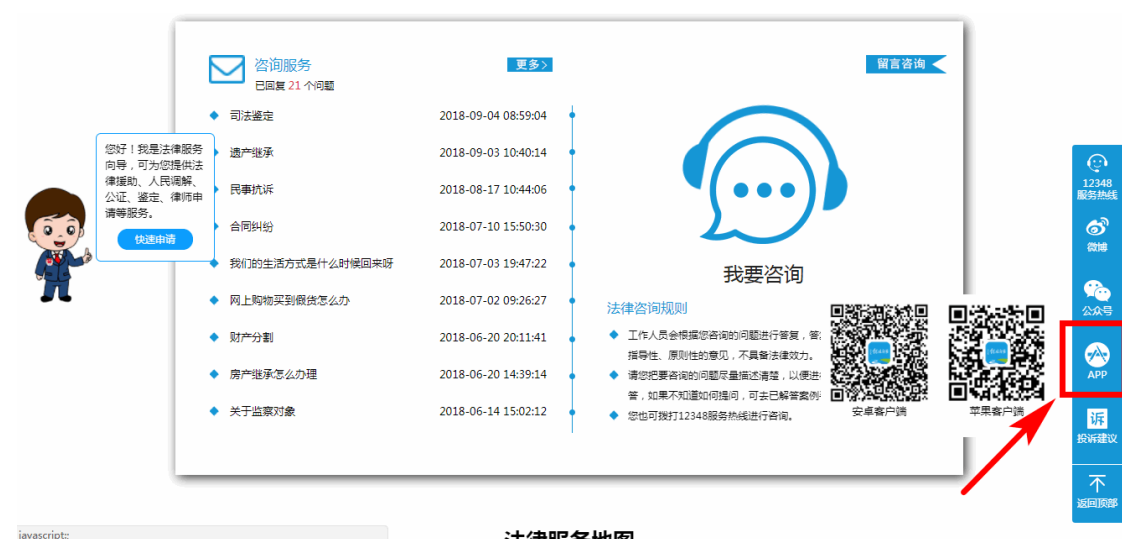 咨询服务
已回复 21 个问题
更多>
留言咨询
司法鉴定 2018-09-04 08:59:04
遗产继承 2018-09-03 10:40:14
民事抗诉 2018-08-17 10:44:06
合同纠纷 2018-07-10 15:50:30
我们的生活方式是什么时候回来呀 2018-07-03 19:47:22
网上购物买到假货怎么办 2018-07-02 09:26:27
财产分割 2018-06-20 20:11:41
房产继承怎么办理 2018-06-20 14:39:14
关于监察对象 2018-06-14 15:02:12
您好！我是法律服务
向导，可为您提供法
律援助、人民调解、
公证、鉴定、律师申
请等服务。
快速申请
我要咨询
法律咨询规则
工作人员会根据您咨询的问题进行答复，答
指导性、原则性的意见，不具备法律效力。
请您把要咨询的问题尽量描述清楚，以便进
答，如果不知道如何提问，可去已解答案例
您也可拨打12348服务热线进行咨询。
安卓客户端
苹果客户端
12348
服务热线
微博
公众号
APP
诉
投诉建议
返回顶部
javascript:;
法律服务地图